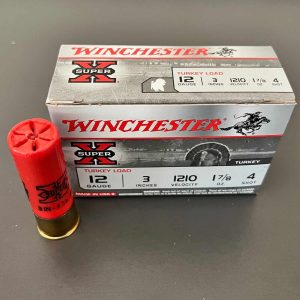 WINCHESTER
SUPER X
TURKEY LOAD
12 3 1210 1 7/8 4
GAUGE INCHES VELOCITY OZ SHOT
WINCHESTER
SUPER X
TURKEY
TURKEY LOAD
12 3 1210 1 7/8 4
GAUGE INCHES VELOCITY OZ SHOT
MADE IN USA